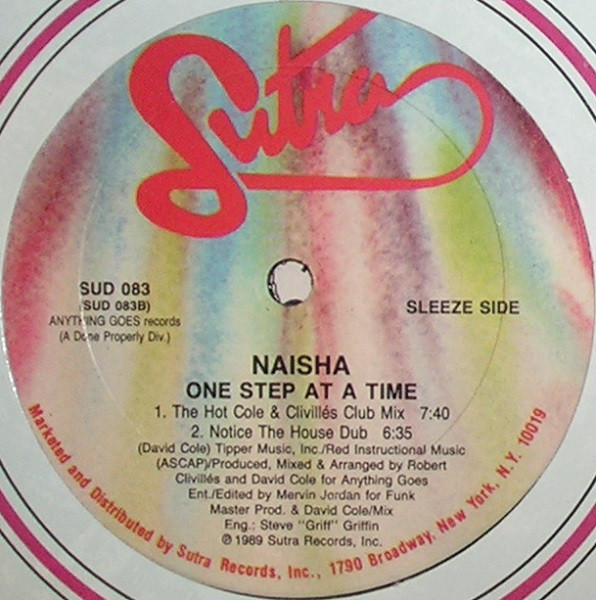 Sutra
SUD 083
(SUD 083B)
ANYTHING GOES records
(A Done Properly Div.)
SLEEZE SIDE
NAISHA
ONE STEP AT A TIME
1. The Hot Cole & Clivillés Club Mix 7:40
2. Notice The House Dub 6:35
(David Cole) Tipper Music, Inc./Red Instructional Music
(ASCAP)/Produced, Mixed & Arranged by Robert
Clivillés and David Cole for Anything Goes
Ent./Edited by Mervin Jordan for Funk
Master Prod. & David Cole/Mix
Eng.: Steve "Griff" Griffin
℗ 1989 Sutra Records, Inc.
Marketed and Distributed by Sutra Records, Inc., 1790 Broadway, New York, N.Y. 10019